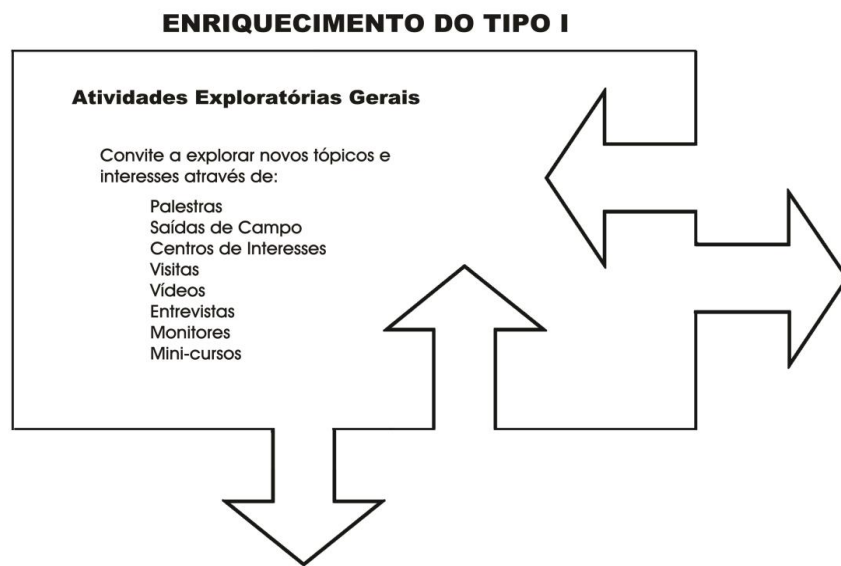 ENRIQUECIMENTO DO TIPO I
Atividades Exploratórias Gerais
Convite a explorar novos tópicos e
interesses através de:
Palestras
Saídas de Campo
Centros de Interesses
Visitas
Vídeos
Entrevistas
Monitores
Mini-cursos